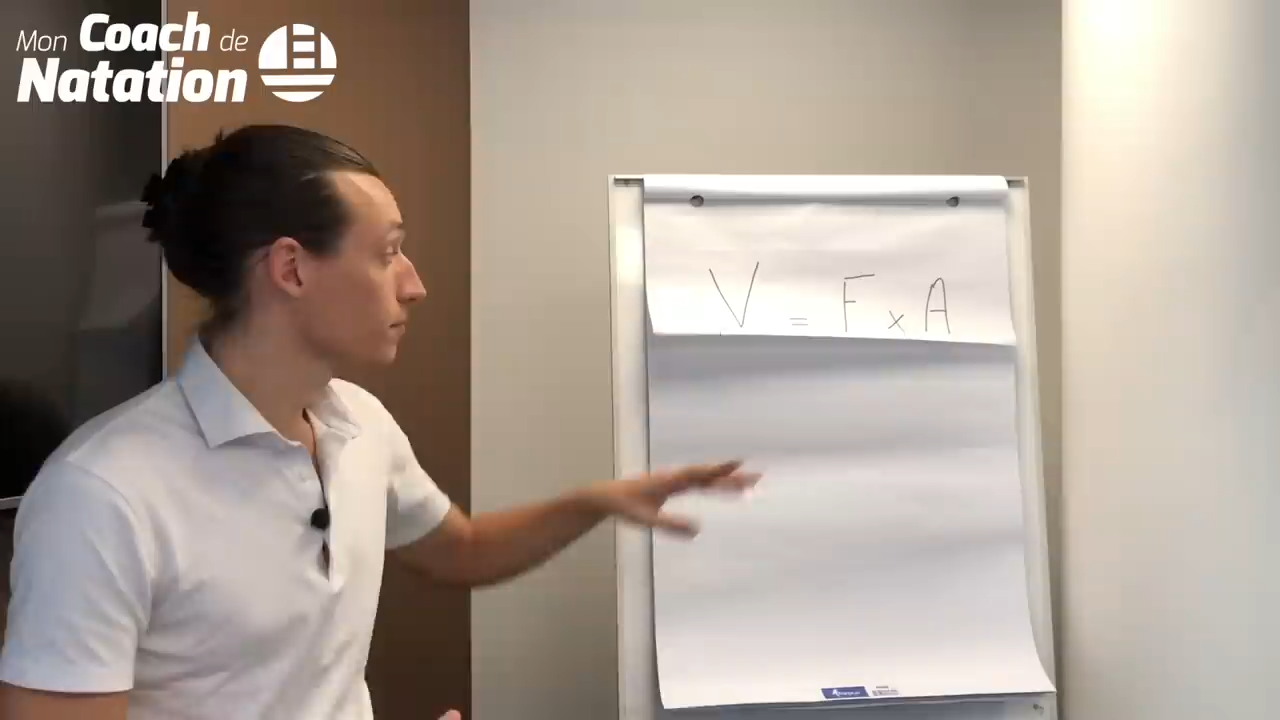 Mon Coach de
Natation
V = F x A